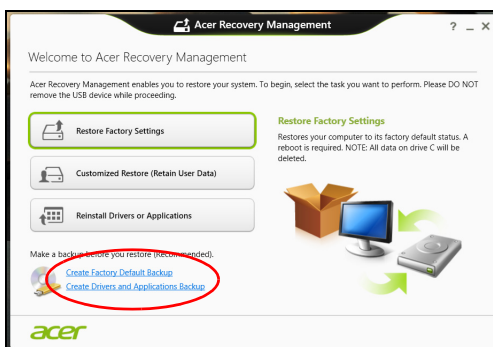 Acer Recovery Management
Welcome to Acer Recovery Management
Acer Recovery Management enables you to restore your system. To begin, select the task you want to perform. Please DO NOT
remove the USB device while proceeding.
Restore Factory Settings
Customized Restore (Retain User Data)
Reinstall Drivers or Applications
Restore Factory Settings
Restores your computer to its factory default status. A
reboot is required. NOTE: All data on drive C will be
deleted.
Make a backup before you restore (Recommended).
Create Factory Default Backup
Create Drivers and Applications Backup
acer